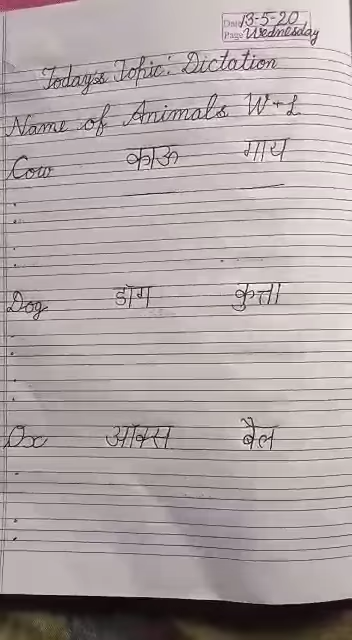 Date 13-5-20
Page Wednesday
Todays Topic: Dictation
Name of Animals W+L
Cow काऊ गाय
Dog डॉग कुत्ता
Ox ऑक्स बैल